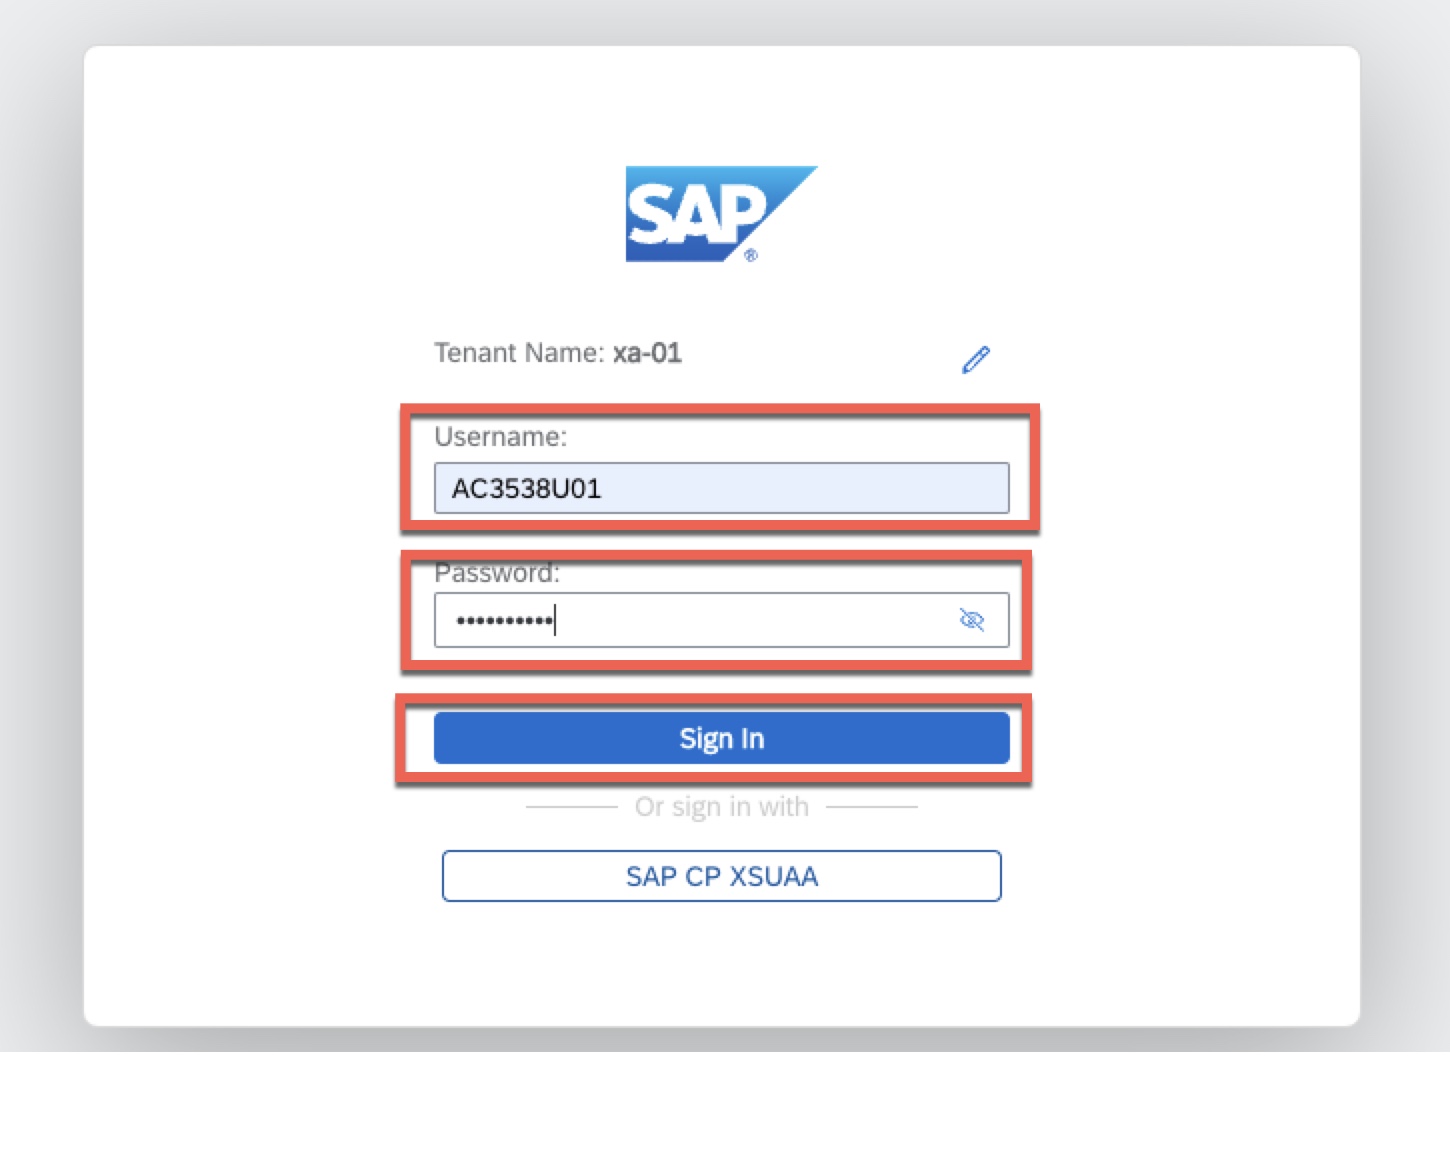 SAP
®
Tenant Name: xa-01
Username:
AC3538U01
Password:
••••••••••
Sign In
Or sign in with
SAP CP XSUAA